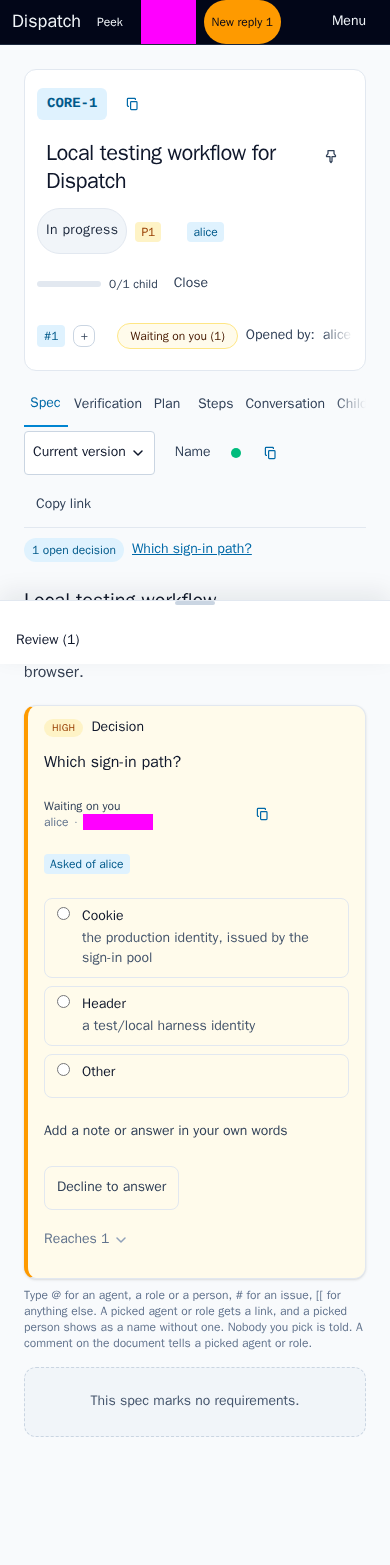 Dispatch
Peek
New reply 1
Menu
CORE-1
Local testing workflow for
Dispatch
In progress
P1
alice
0/1 child
Close
#1
+
Waiting on you (1)
Opened by: alice
Spec
Verification
Plan
Steps
Conversation
Current version
Name
Copy link
1 open decision
Which sign-in path?
Local testing workflow
Review (1)
browser.
HIGH
Decision
Which sign-in path?
Waiting on you
alice ·
Asked of alice
Cookie
the production identity, issued by the
sign-in pool
Header
a test/local harness identity
Other
Add a note or answer in your own words
Decline to answer
Reaches 1
Type @ for an agent, a role or a person, # for an issue, [[ for
anything else. A picked agent or role gets a link, and a picked
person shows as a name without one. Nobody you pick is told. A
comment on the document tells a picked agent or role.
This spec marks no requirements.